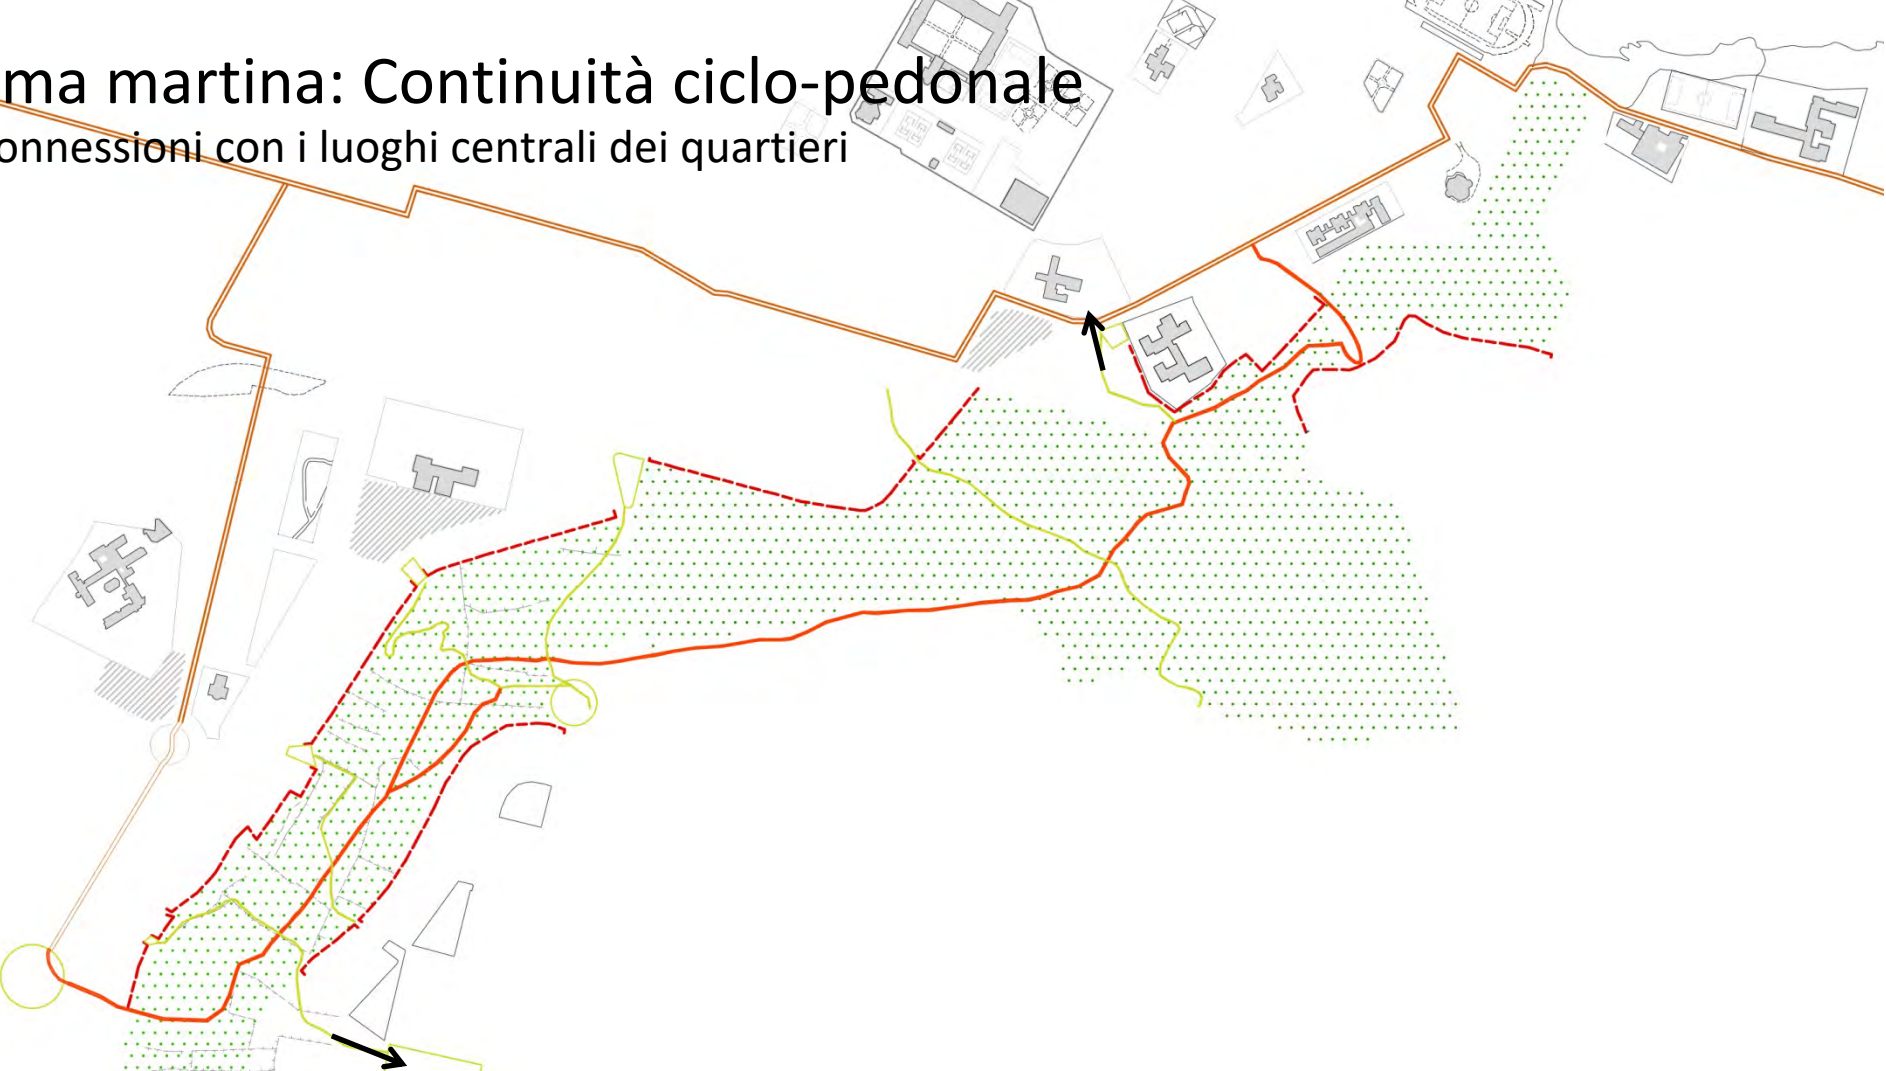 ma martina: Continuità ciclo-pedonale
onnessioni con i luoghi centrali dei quartieri